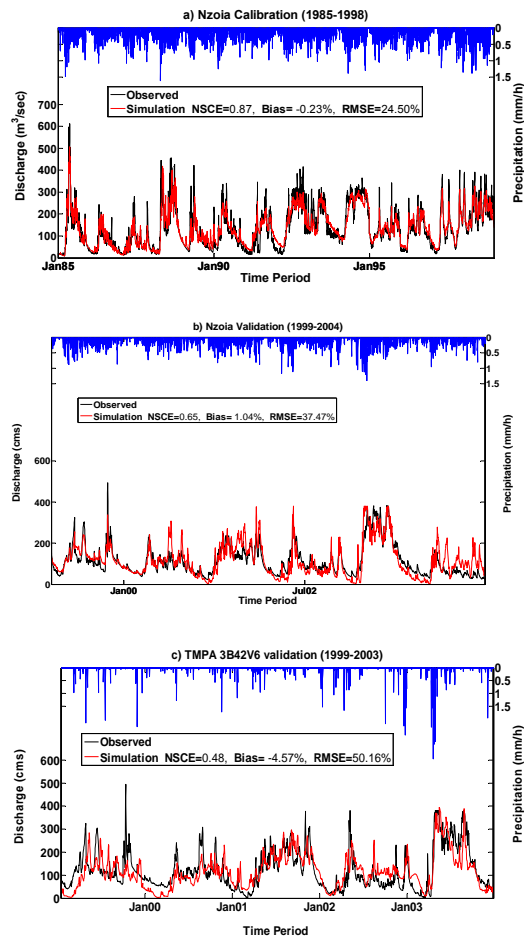 a) Nzoia Calibration (1985-1998)
0
0.5
1
1.5
Precipitation (mm/h)
Observed
Simulation NSCE=0.87, Bias= -0.23%, RMSE=24.50%
700
600
500
400
300
200
100
0
Discharge (m³/sec)
Jan85
Jan90
Jan95
Time Period
b) Nzoia Validation (1999-2004)
0
0.5
1
1.5
Precipitation (mm/h)
Observed
Simulation NSCE=0.65, Bias= 1.04%, RMSE=37.47%
600
400
200
0
Discharge (cms)
Jan00
Jul02
Time Period
c) TMPA 3B42V6 validation (1999-2003)
0
0.5
1
1.5
Precipitation (mm/h)
Observed
Simulation NSCE=0.48, Bias= -4.57%, RMSE=50.16%
600
500
400
300
200
100
0
Discharge (cms)
Jan00
Jan01
Jan02
Jan03
Time Period